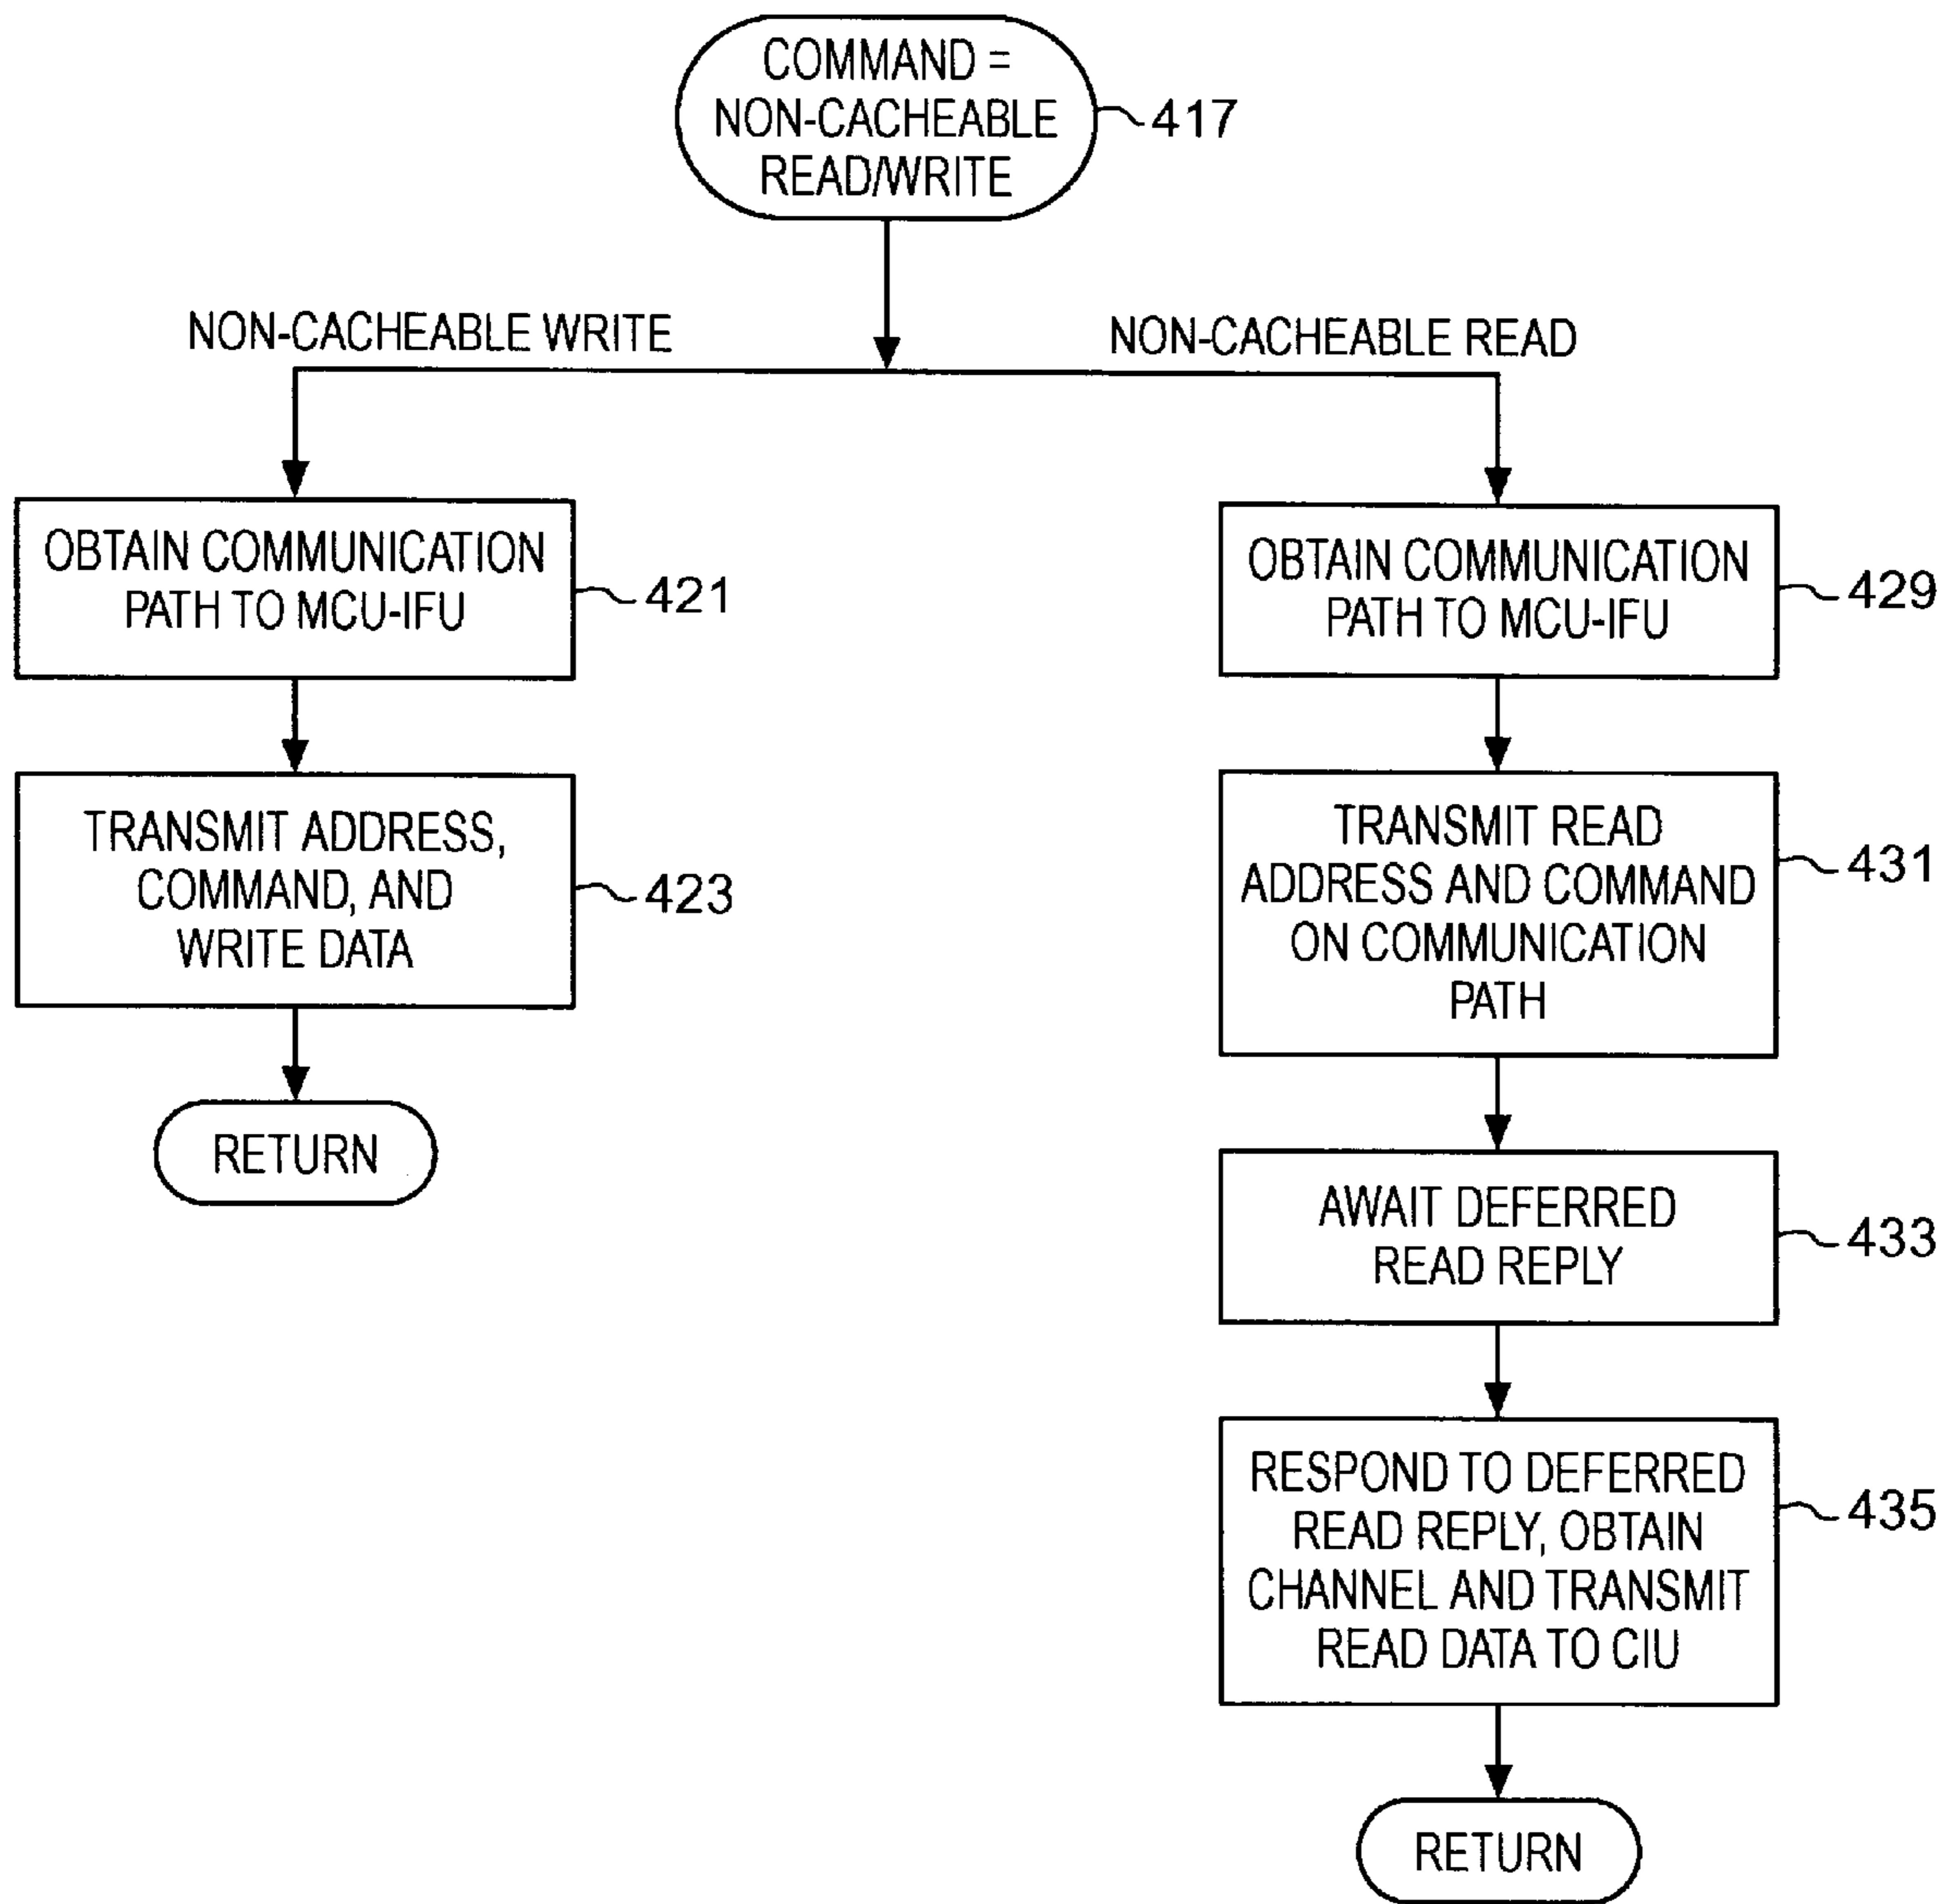 COMMAND =
NON-CACHEABLE
READ/WRITE
417
NON-CACHEABLE WRITE
NON-CACHEABLE READ
OBTAIN COMMUNICATION
PATH TO MCU-IFU
421
TRANSMIT ADDRESS,
COMMAND, AND
WRITE DATA
423
RETURN
OBTAIN COMMUNICATION
PATH TO MCU-IFU
429
TRANSMIT READ
ADDRESS AND COMMAND
ON COMMUNICATION
PATH
431
AWAIT DEFERRED
READ REPLY
433
RESPOND TO DEFERRED
READ REPLY, OBTAIN
CHANNEL AND TRANSMIT
READ DATA TO CIU
435
RETURN